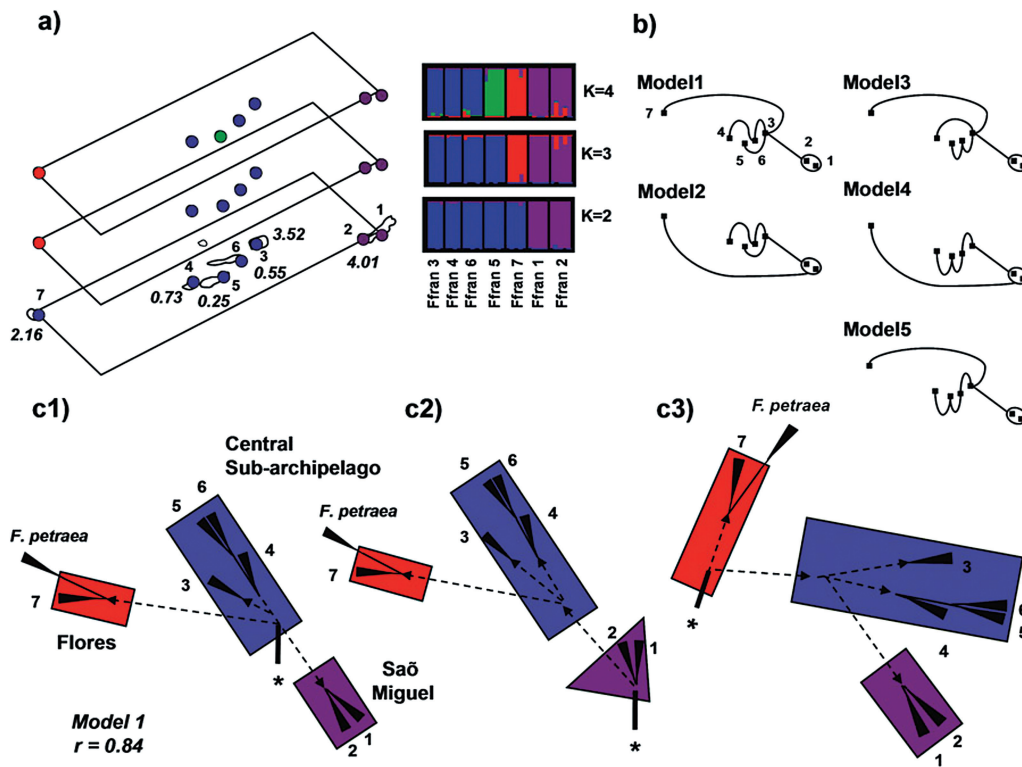 a)
1
2
3.52
6
3
4.01
4
0.55
0.73
5
0.25
7
2.16
K=4
K=3
K=2
Ffran 3
Ffran 4
Ffran 6
Ffran 5
Ffran 7
Ffran 1
Ffran 2
b)
Model1
7
3
4
2
5
6
1
Model3
Model2
Model4
Model5
c1)
Central
Sub-archipelago
6
5
F. petraea
4
3
7
Flores
*
Saõ
Miguel
1
2
Model 1
r = 0.84
c2)
6
5
F. petraea
4
3
7
2
1
*
c3)
F. petraea
7
*
3
6
5
4
2
1